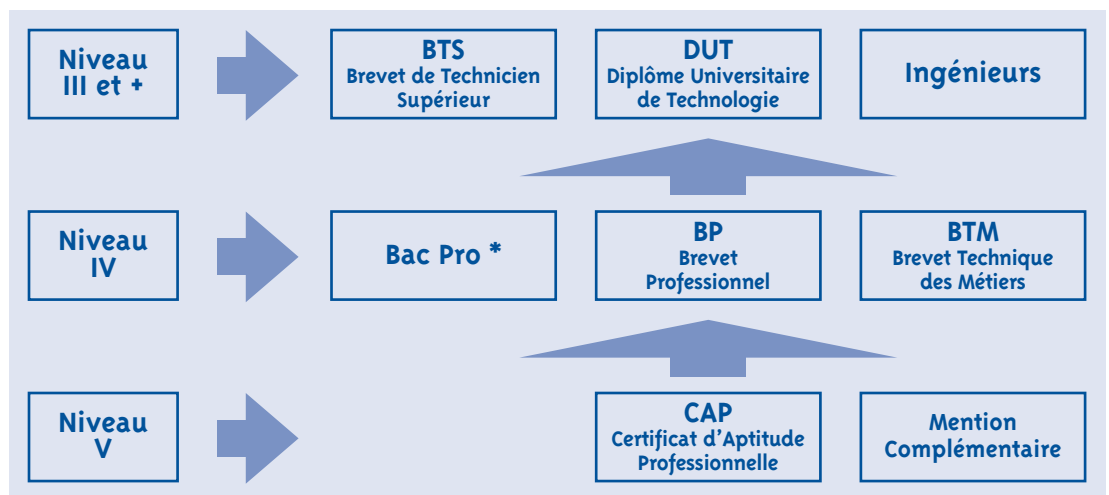 Niveau
III et +
BTS
Brevet de Technicien
Supérieur
DUT
Diplôme Universitaire
de Technologie
Ingénieurs
Niveau
IV
Bac Pro *
BP
Brevet
Professionnel
BTM
Brevet Technique
des Métiers
Niveau
V
CAP
Certificat d'Aptitude
Professionnelle
Mention
Complémentaire